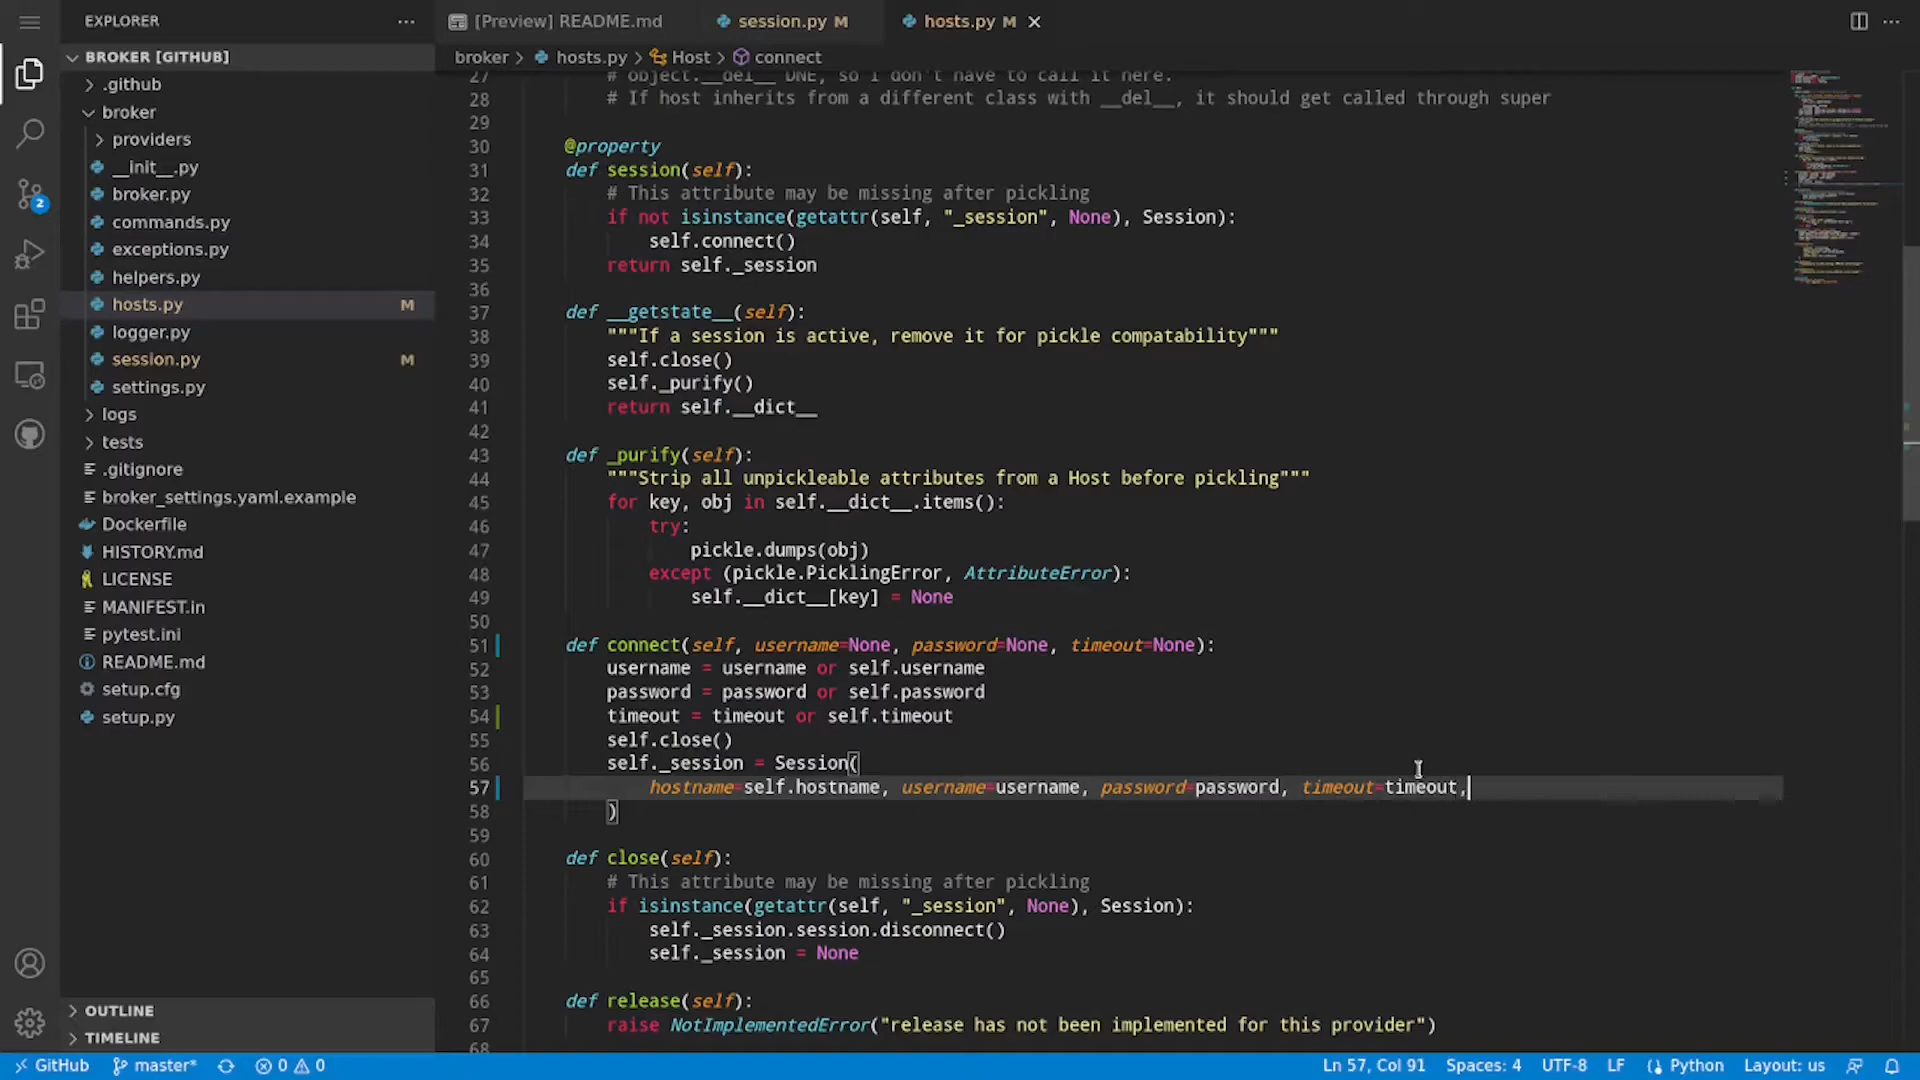 EXPLORER
BROKER [GITHUB]
.github
broker
providers
__init__.py
broker.py
commands.py
exceptions.py
helpers.py
hosts.py M
logger.py
session.py M
settings.py
logs
tests
.gitignore
broker_settings.yaml.example
Dockerfile
HISTORY.md
LICENSE
MANIFEST.in
pytest.ini
README.md
setup.cfg
setup.py
OUTLINE
TIMELINE
2
[Preview] README.md session.py M hosts.py M
broker > hosts.py > Host > connect
27 # object.__del__ DNE, so I don't have to call it here.
28 # If host inherits from a different class with __del__, it should get called through super
29
30 @property
31 def session(self):
32 # This attribute may be missing after pickling
33 if not isinstance(getattr(self, "_session", None), Session):
34 self.connect()
35 return self._session
36
37 def __getstate__(self):
38 """If a session is active, remove it for pickle compatability"""
39 self.close()
40 self._purify()
41 return self.__dict__
42
43 def _purify(self):
44 """Strip all unpickleable attributes from a Host before pickling"""
45 for key, obj in self.__dict__.items():
46 try:
47 pickle.dumps(obj)
48 except (pickle.PicklingError, AttributeError):
49 self.__dict__[key] = None
50
51 def connect(self, username=None, password=None, timeout=None):
52 username = username or self.username
53 password = password or self.password
54 timeout = timeout or self.timeout
55 self.close()
56 self._session = Session(
57 hostname=self.hostname, username=username, password=password, timeout=timeout,
58 )
59
60 def close(self):
61 # This attribute may be missing after pickling
62 if isinstance(getattr(self, "_session", None), Session):
63 self._session.session.disconnect()
64 self._session = None
65
66 def release(self):
67 raise NotImplementedError("release has not been implemented for this provider")
68
GitHub master* 0 0 Ln 57, Col 91 Spaces: 4 UTF-8 LF Python Layout: us